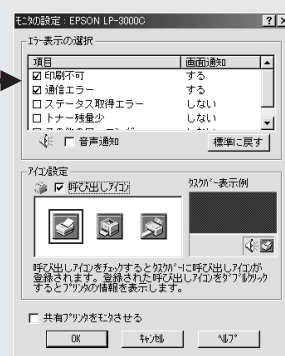 ﾓﾆﾀの設定 : EPSON LP-3000C
ｴﾗｰ表示の選択
項目 画面通知
印刷不可 する
通信エラー する
ステータス取得エラー しない
トナー残量少 しない
音声通知 標準に戻す
ｱｲｺﾝ設定
呼び出しｱｲｺﾝ ﾀｽｸﾊﾞｰ表示例
呼び出しｱｲｺﾝをﾁｪｯｸするとﾀｽｸﾊﾞｰに呼び出しｱｲｺﾝが
登録されます。登録された呼び出しｱｲｺﾝをﾀﾞﾌﾞﾙｸﾘｯｸ
するとﾌﾟﾘﾝﾀの情報を表示します。
共有ﾌﾟﾘﾝﾀをﾓﾆﾀさせる
OK ｷｬﾝｾﾙ ﾍﾙﾌﾟ